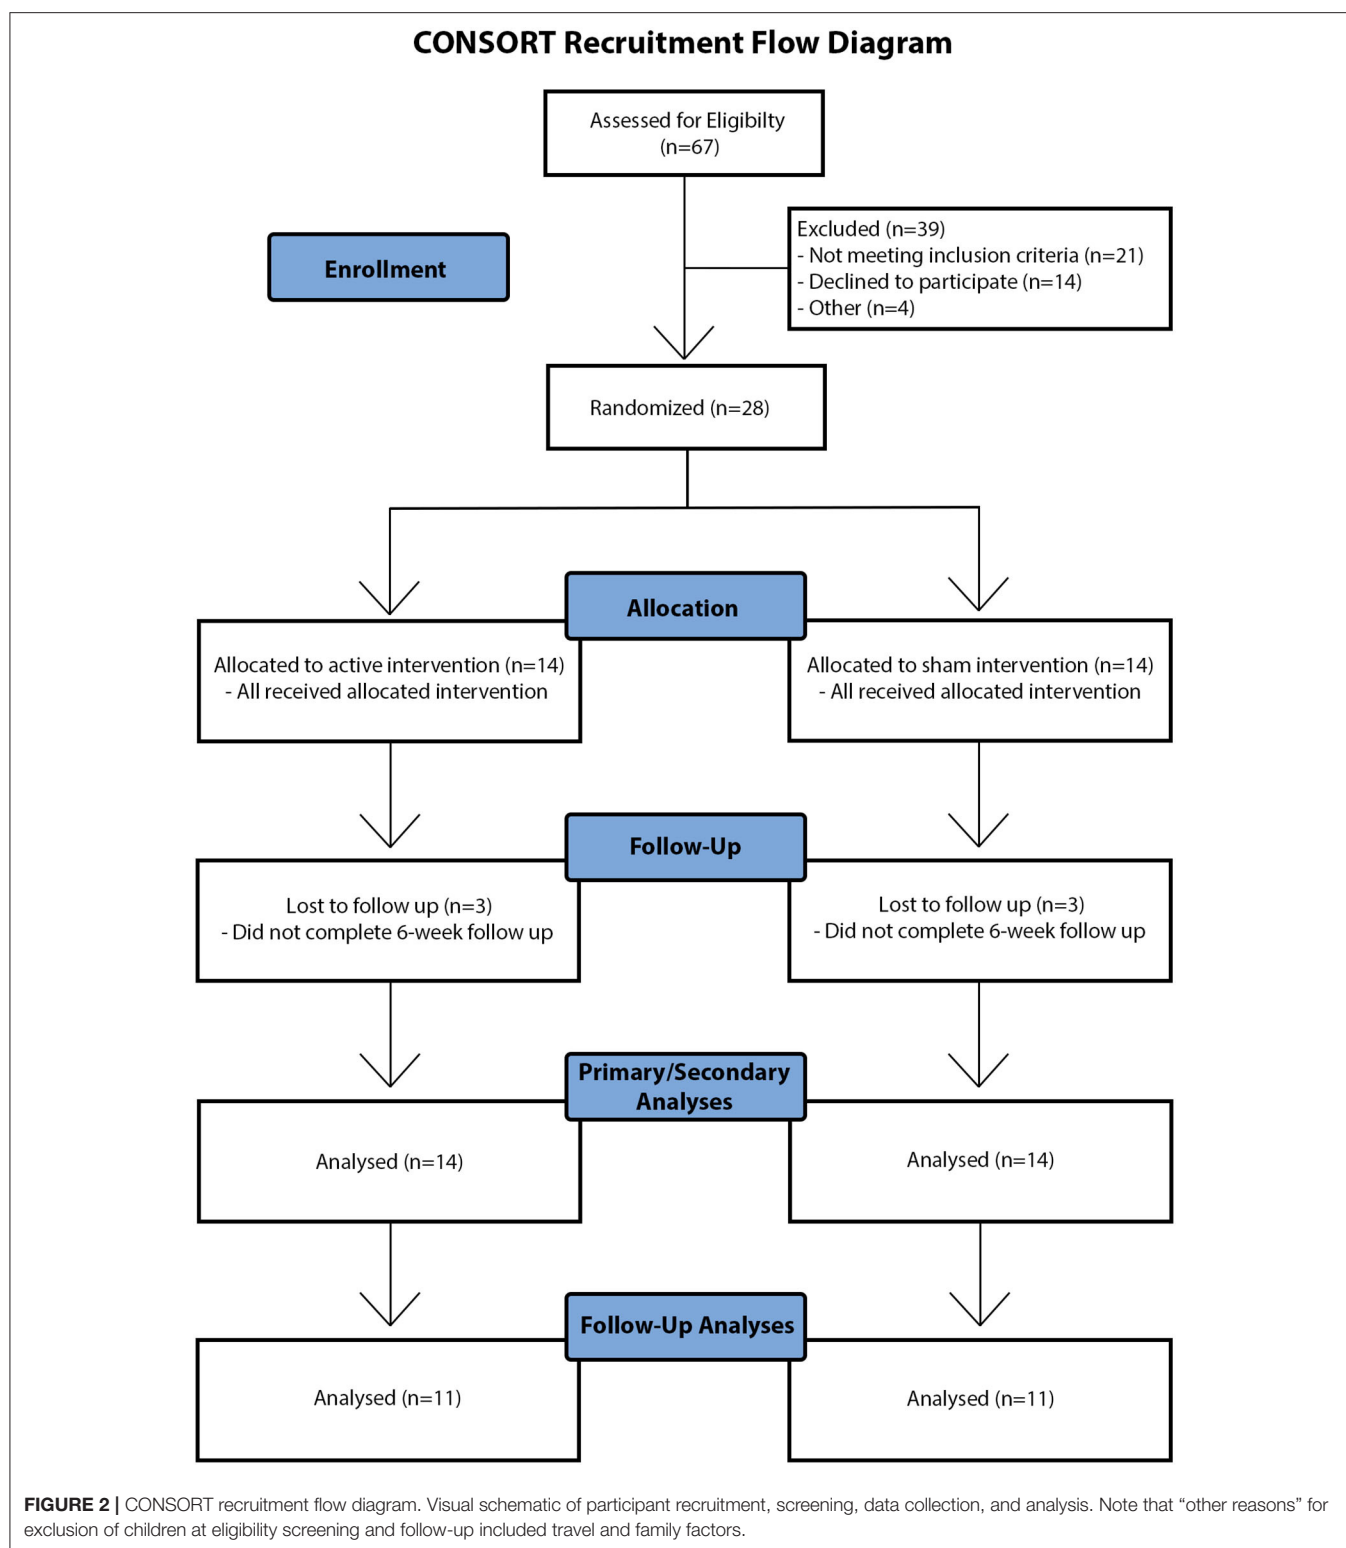 CONSORT Recruitment Flow Diagram
Assessed for Eligibilty
(n=67)
Enrollment
Excluded (n=39)
- Not meeting inclusion criteria (n=21)
- Declined to participate (n=14)
- Other (n=4)
Randomized (n=28)
Allocation
Allocated to active intervention (n=14)
- All received allocated intervention
Allocated to sham intervention (n=14)
- All received allocated intervention
Follow-Up
Lost to follow up (n=3)
- Did not complete 6-week follow up
Lost to follow up (n=3)
- Did not complete 6-week follow up
Primary/Secondary
Analyses
Analysed (n=14)
Analysed (n=14)
Follow-Up Analyses
Analysed (n=11)
Analysed (n=11)
FIGURE 2 | CONSORT recruitment flow diagram. Visual schematic of participant recruitment, screening, data collection, and analysis. Note that “other reasons” for
exclusion of children at eligibility screening and follow-up included travel and family factors.